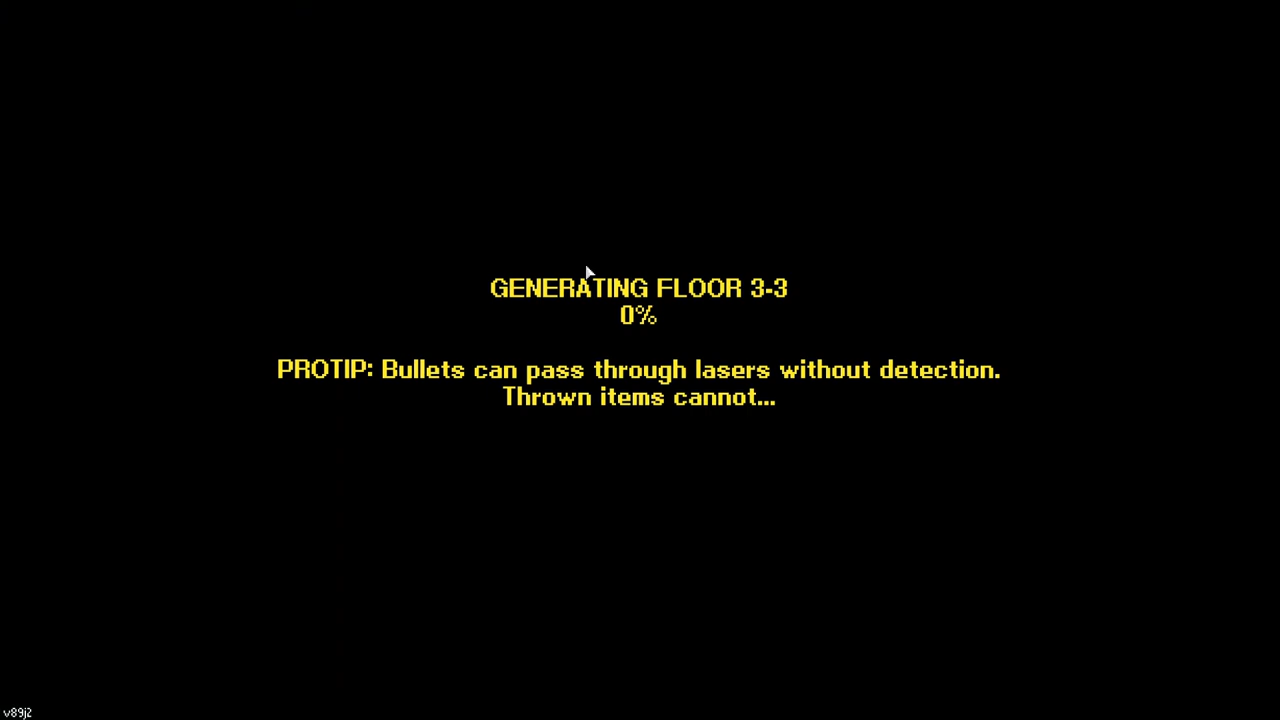 GENERATING FLOOR 3-3
0%
PROTIP: Bullets can pass through lasers without detection.
Thrown items cannot...
v89j2